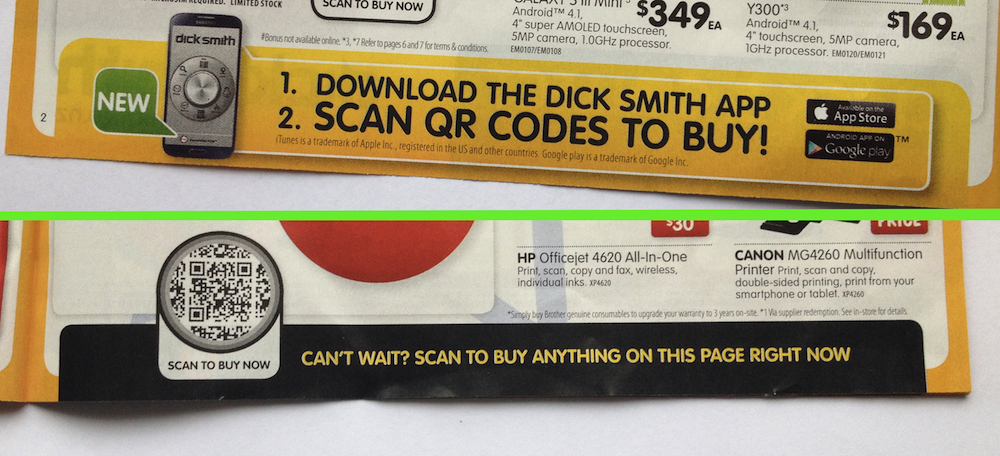 REQUIRED. LIMITED STOCK
SCAN TO BUY NOW
#Bonus not available online. *3, *7 Refer to pages 6 and 7 for terms & conditions.
Android™ 4.1,
4" super AMOLED touchscreen,
5MP camera, 1.0GHz processor.
EM0107/EM0108
$349EA
Y300*3
Android™ 4.1,
4" touchscreen, 5MP camera,
1GHz processor. EM0120/EM0121
$169EA
dicksmith
NEW
2
1. DOWNLOAD THE DICK SMITH APP
2. SCAN QR CODES TO BUY!
iTunes is a trademark of Apple Inc., registered in the US and other countries. Google play is a trademark of Google Inc.
Available on the
App Store
ANDROID APP ON
Google play
™
$30
PRICE
HP Officejet 4620 All-In-One
Print, scan, copy and fax, wireless,
individual inks. XP4620
CANON MG4260 Multifunction
Printer Print, scan and copy,
double-sided printing, print from your
smartphone or tablet. XP4260
*Simply buy Brother genuine consumables to upgrade your warranty to 3 years on-site. *1 Via supplier redemption. See in-store for details.
SCAN TO BUY NOW
CAN'T WAIT? SCAN TO BUY ANYTHING ON THIS PAGE RIGHT NOW